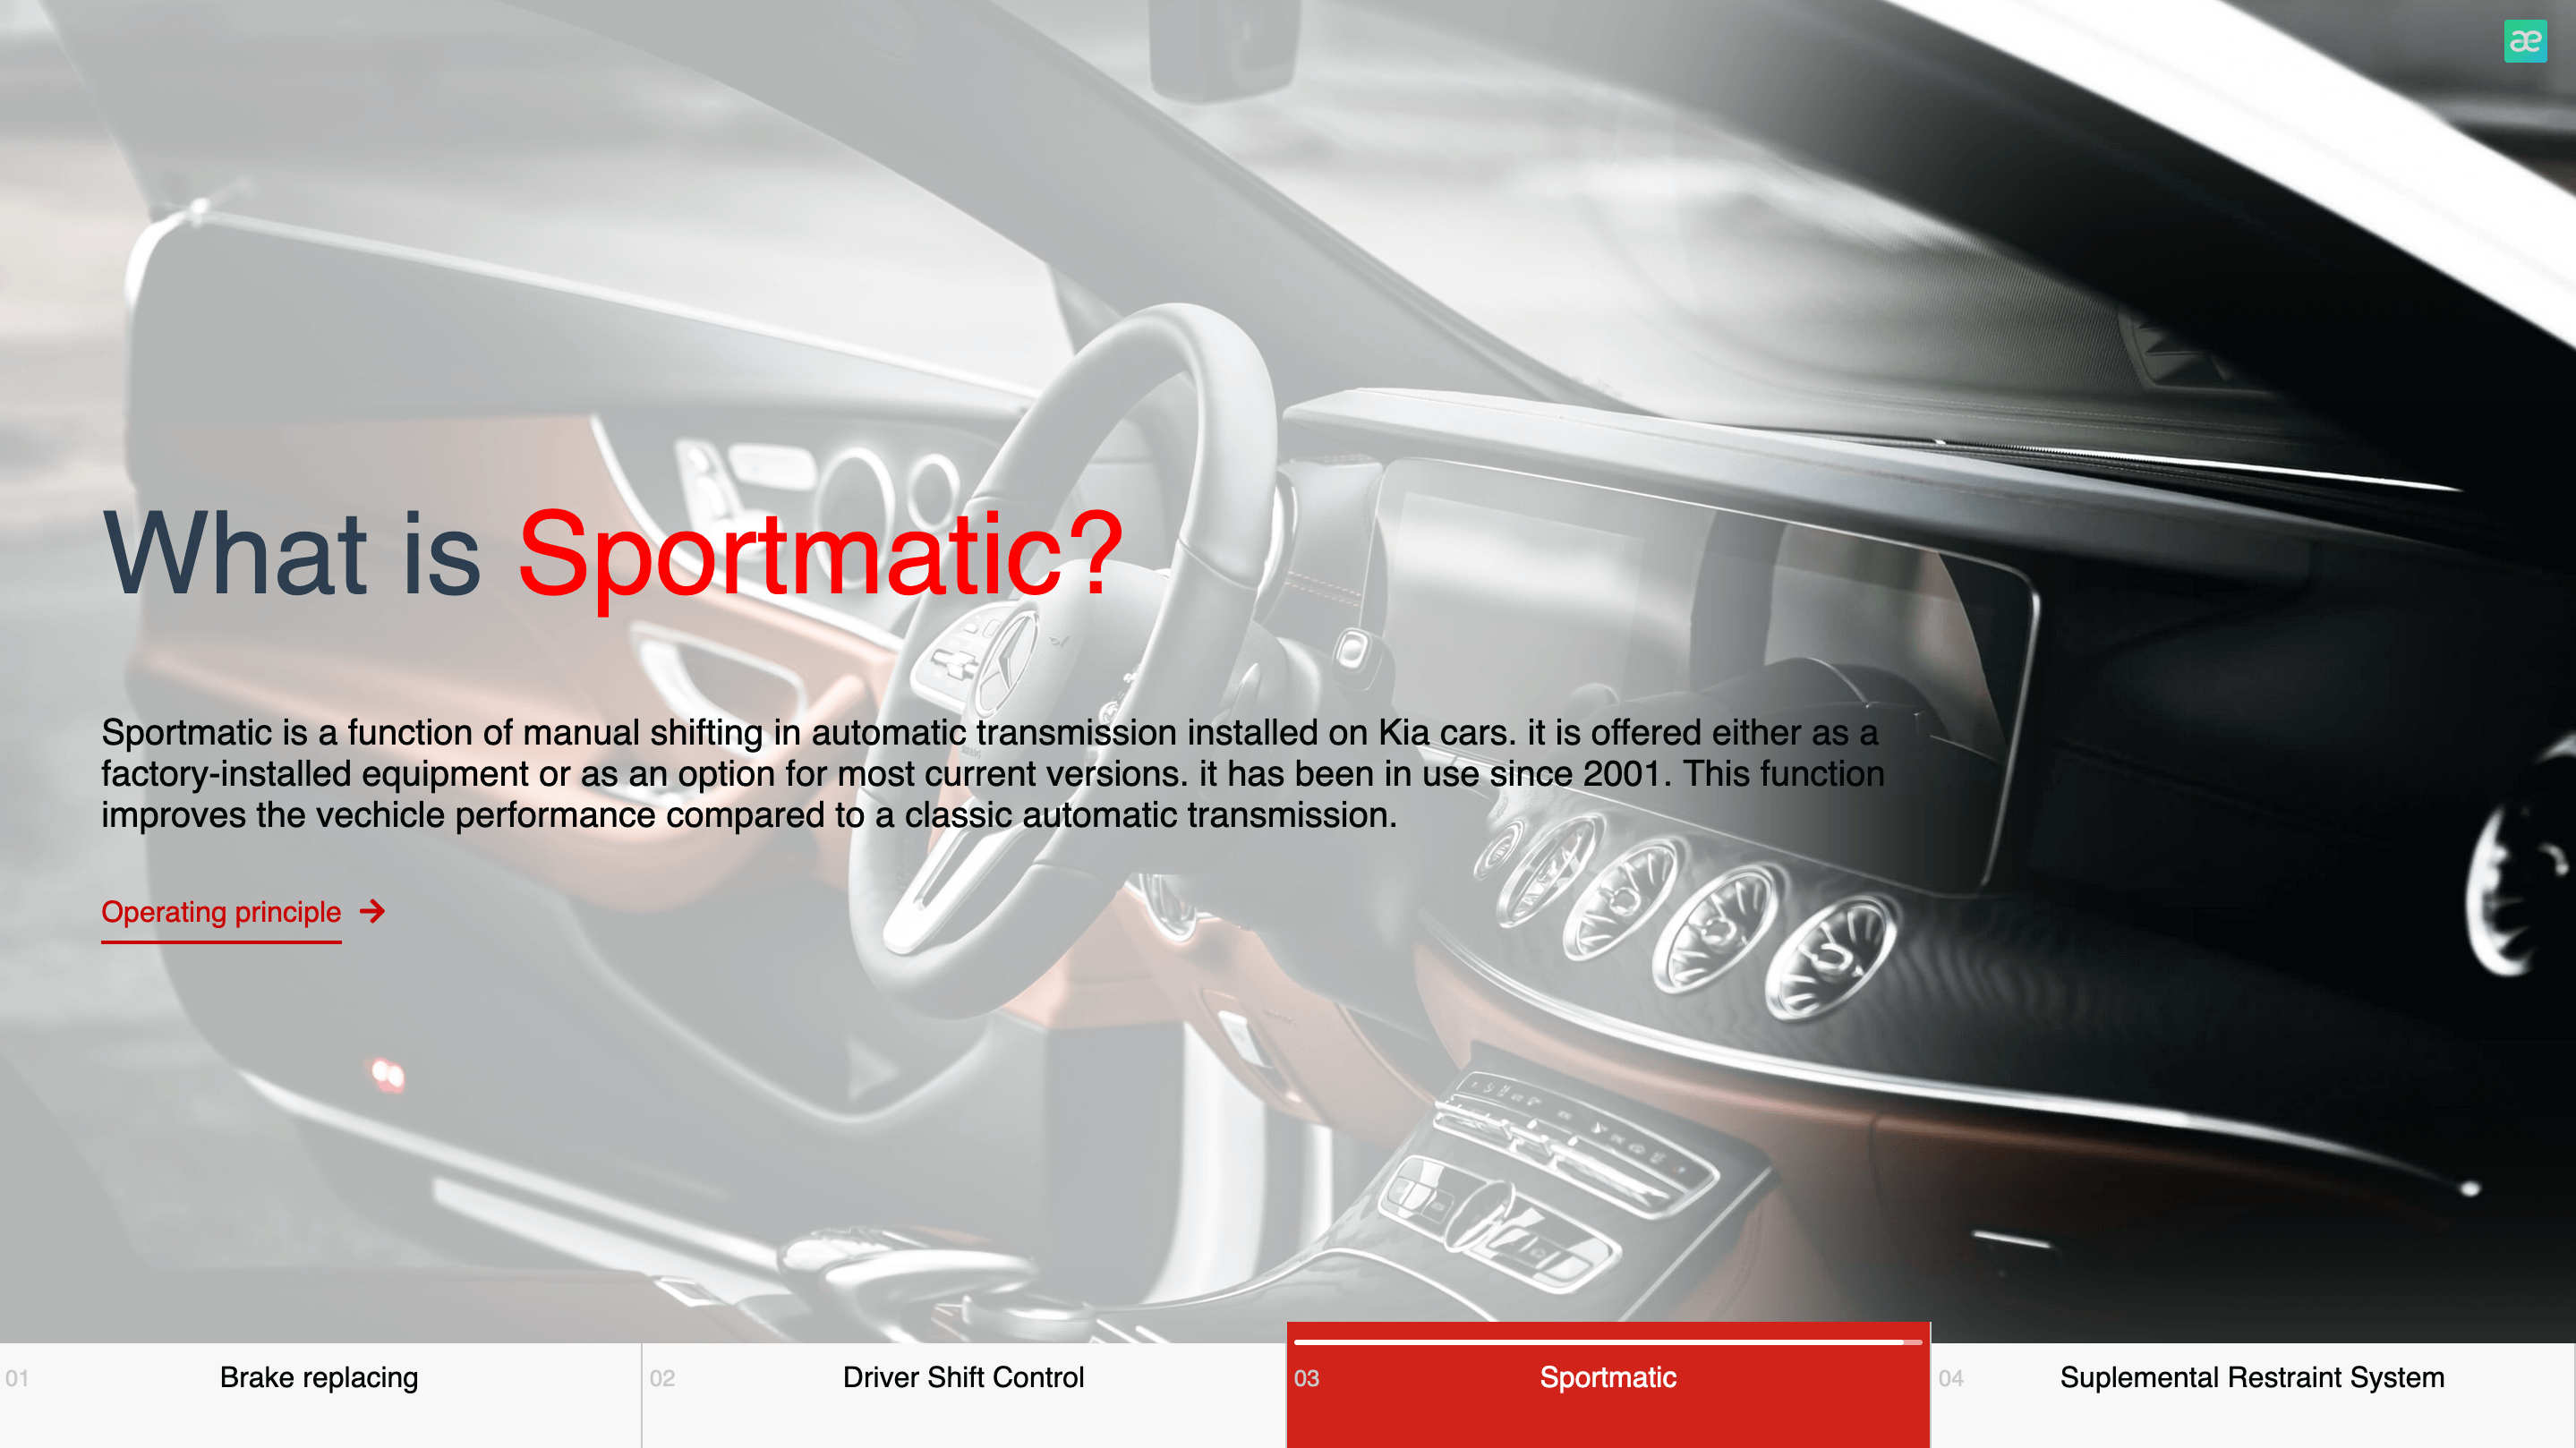 æ
What is Sportmatic?
Sportmatic is a function of manual shifting in automatic transmission installed on Kia cars. it is offered either as a
factory-installed equipment or as an option for most current versions. it has been in use since 2001. This function
improves the vechicle performance compared to a classic automatic transmission.
Operating principle
01 Brake replacing
02 Driver Shift Control
03 Sportmatic
04 Suplemental Restraint System